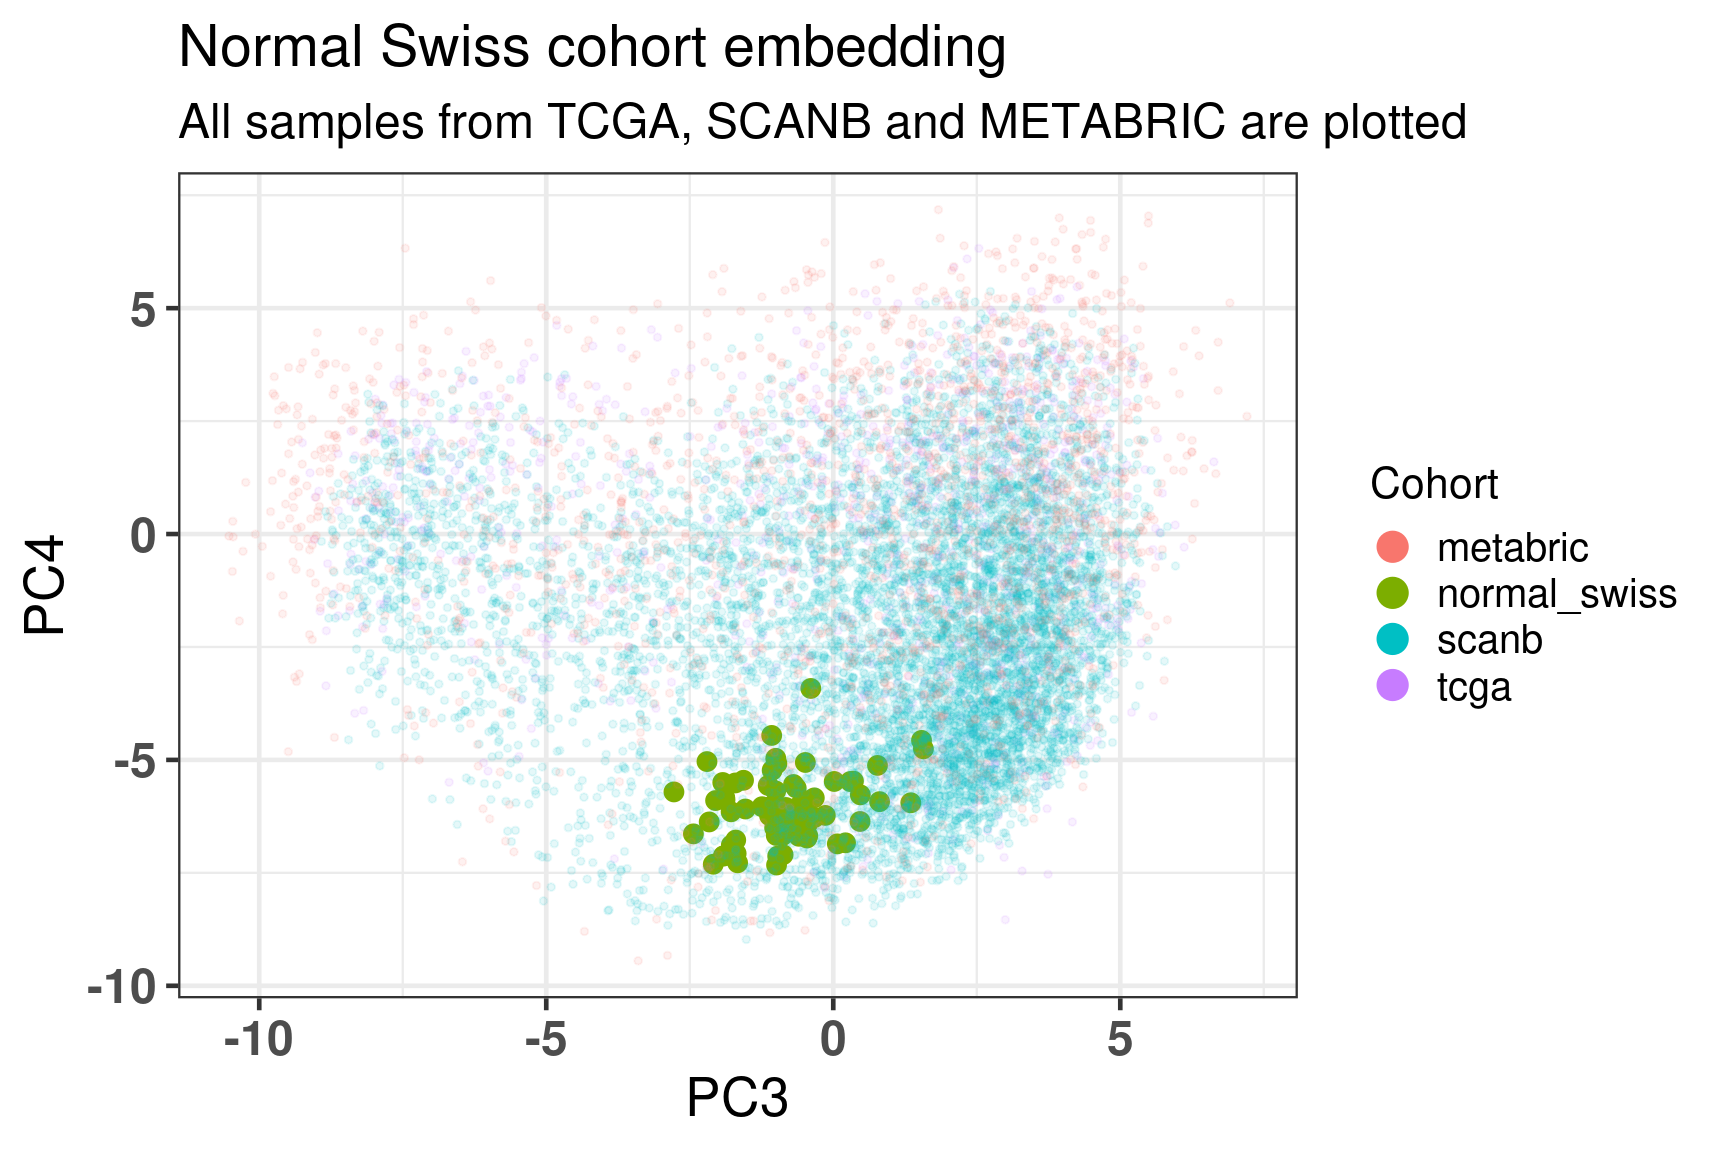 Normal Swiss cohort embedding
All samples from TCGA, SCANB and METABRIC are plotted
PC4
5
0
-5
-10
-10 -5 0 5
PC3
Cohort
metabric
normal_swiss
scanb
tcga